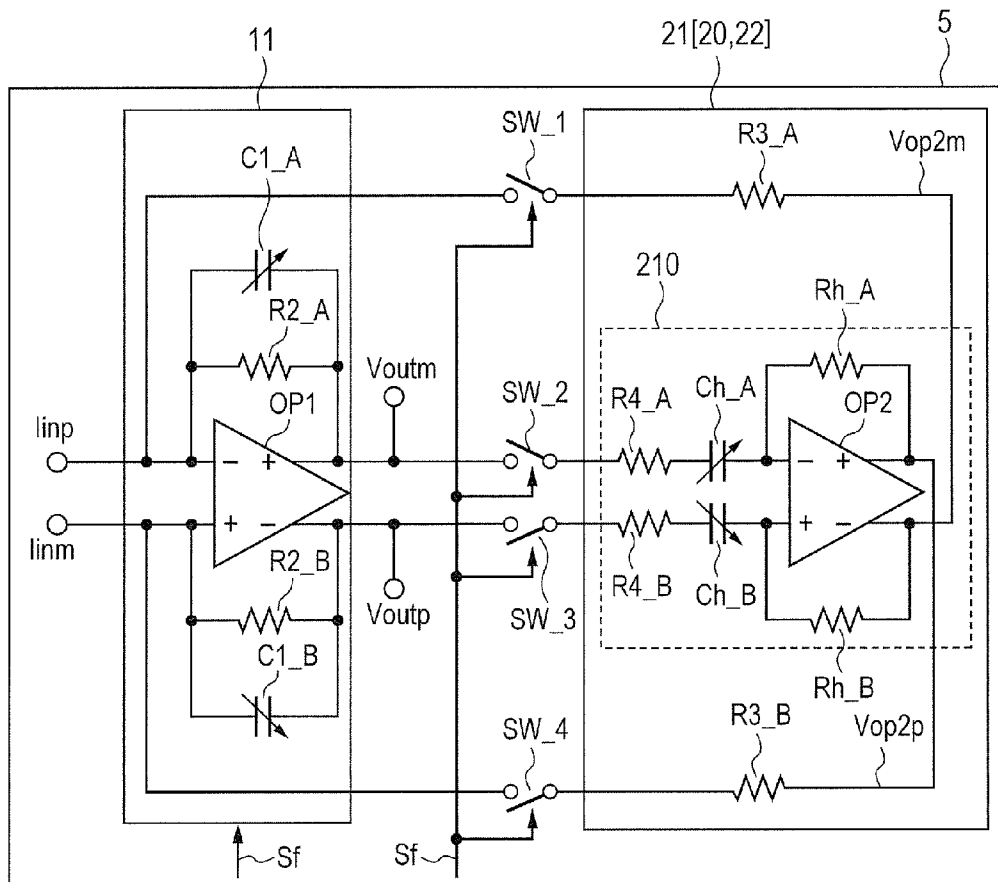 11
21[20,22]
5
SW_1
R3_A
Vop2m
C1_A
210
R2_A
Rh_A
Voutm
SW_2
R4_A
Ch_A
OP2
Iinp
OP1
− +
− +
Iinm
+ −
+ −
R2_B
R4_B
Ch_B
Voutp
SW_3
C1_B
Rh_B
SW_4
R3_B
Vop2p
Sf
Sf